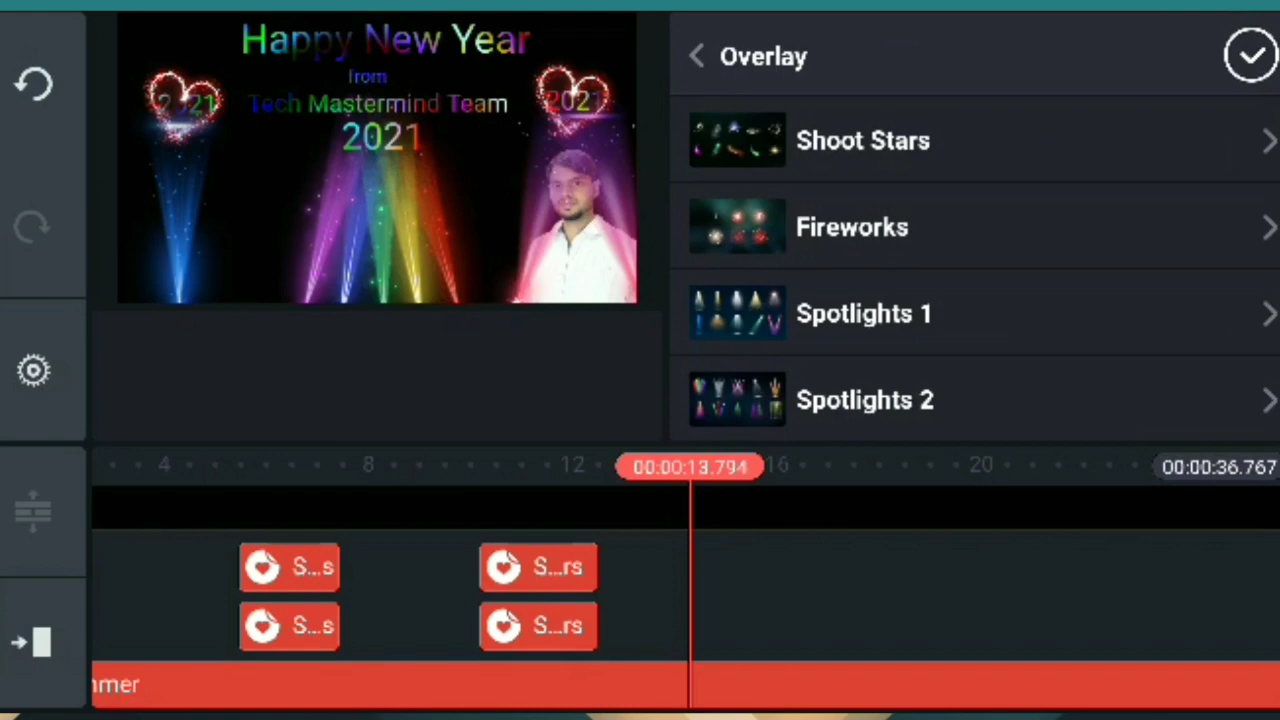 Happy New Year
from
Tech Mastermind Team
2021
2021
2021
Overlay
Shoot Stars
Fireworks
Spotlights 1
Spotlights 2
4
8
12
00:00:13.794
16
20
00:00:36.767
S...s
S...rs
S...s
S...rs
mer